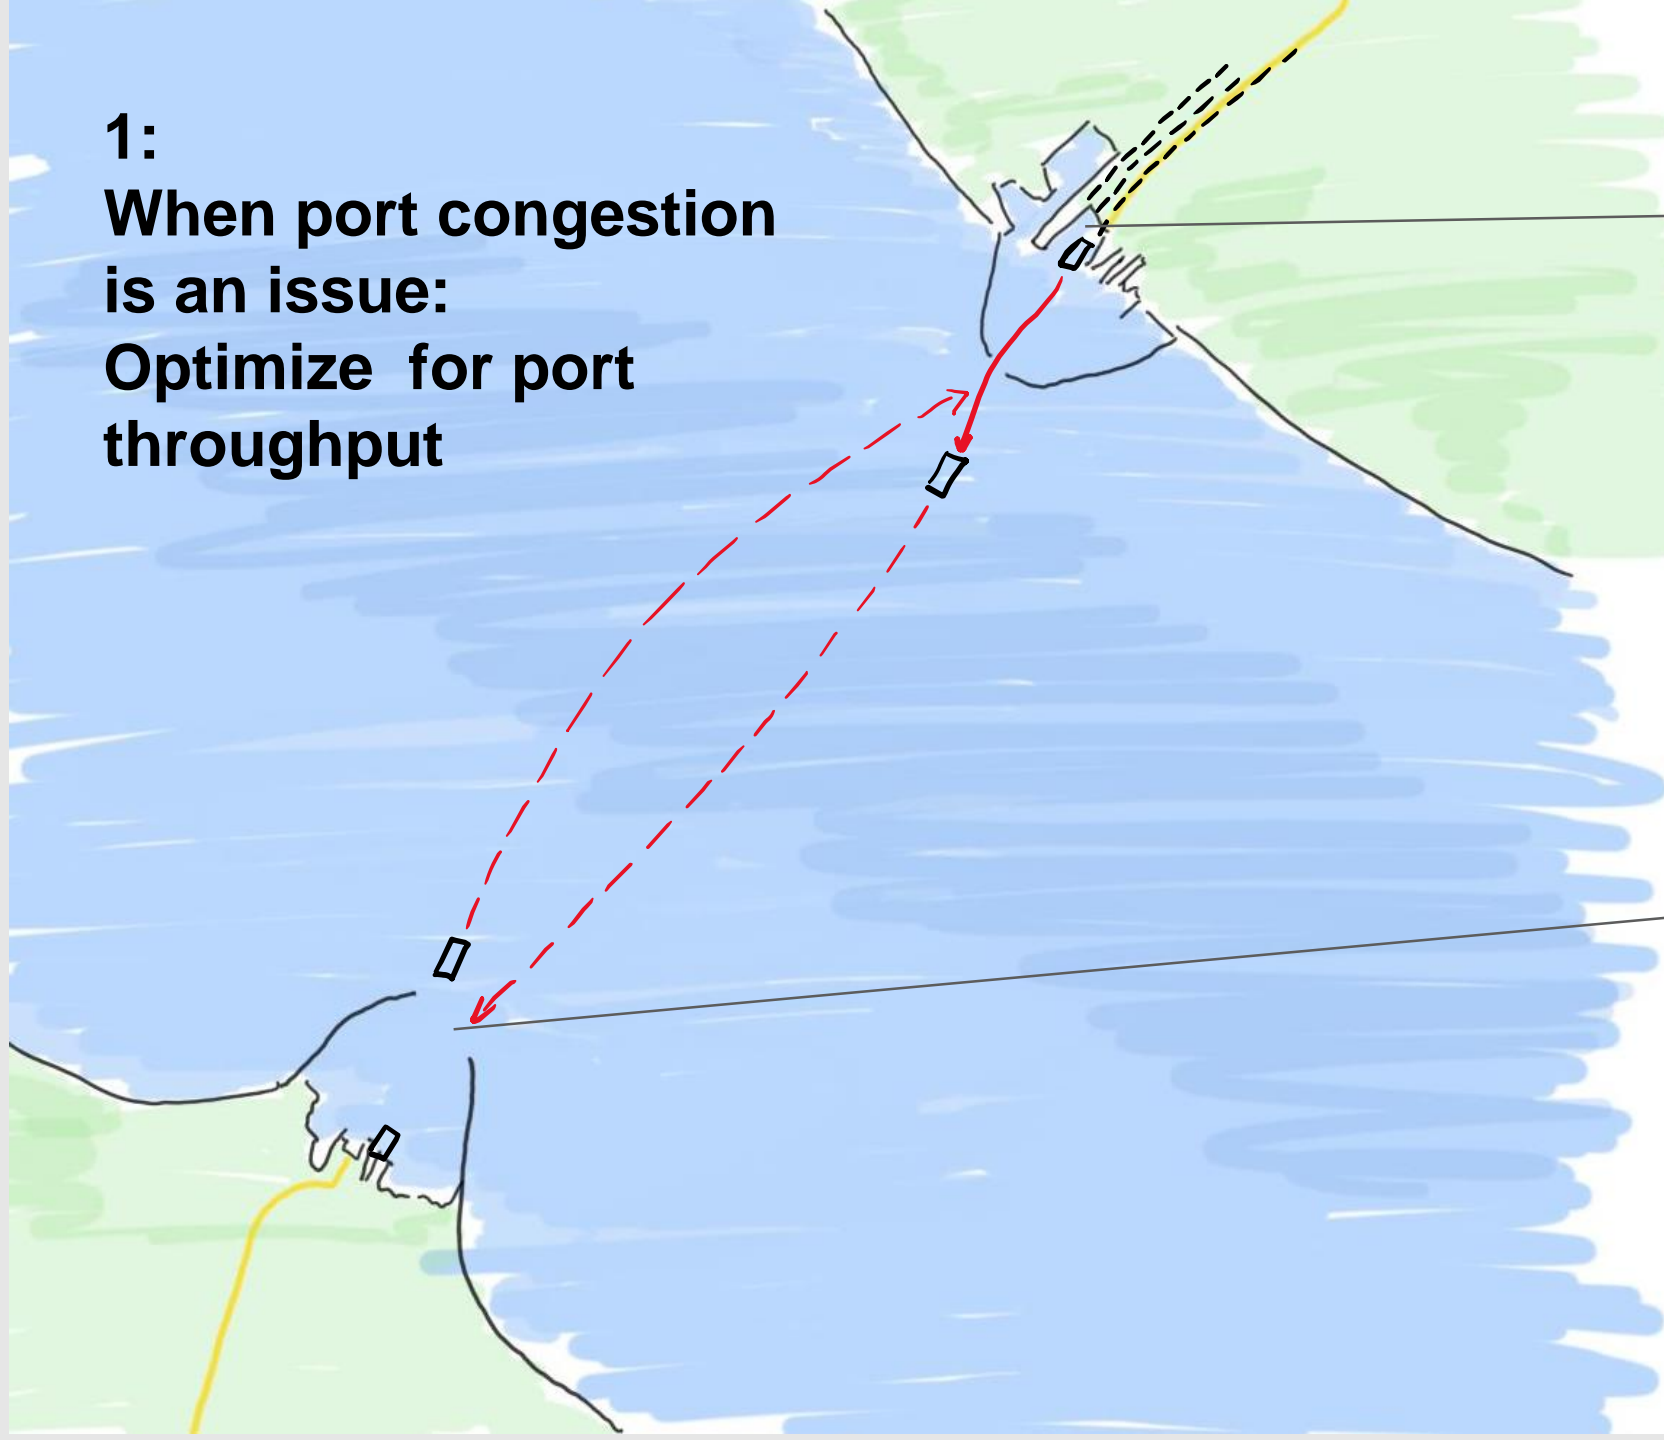 1:
When port congestion
is an issue:
Optimize  for port
throughput